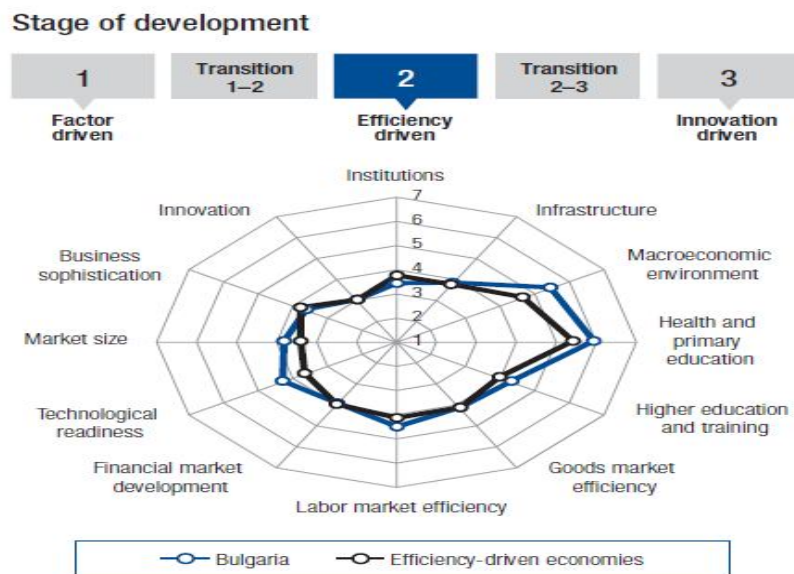 Stage of development
1
Transition
1–2
2
Transition
2–3
3
Factor
driven
Efficiency
driven
Innovation
driven
Institutions
Infrastructure
Macroeconomic
environment
Health and
primary
education
Higher education
and training
Goods market
efficiency
Labor market efficiency
Financial market
development
Technological
readiness
Market size
Business
sophistication
Innovation
7
6
5
4
3
2
1
Bulgaria
Efficiency-driven economies